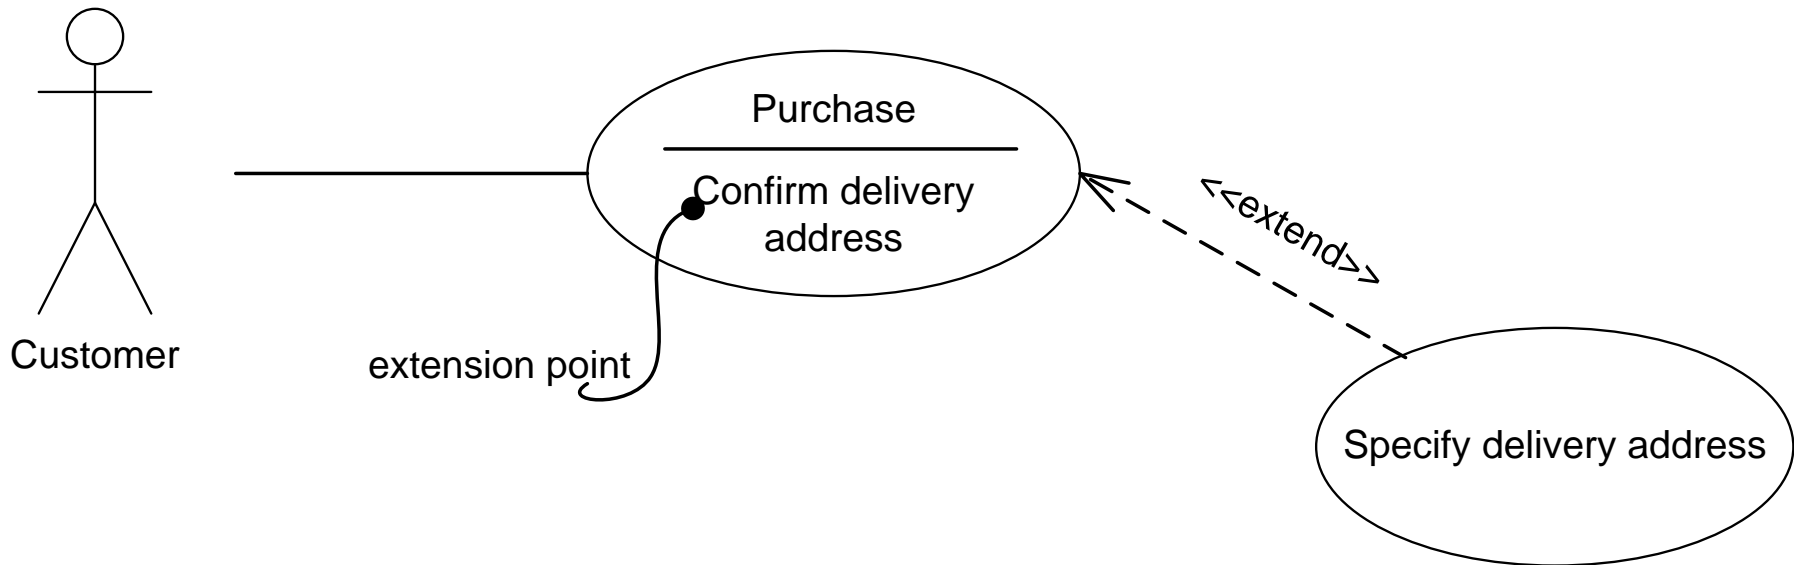 Purchase
Confirm delivery
address
<<extend>>
Customer
extension point
Specify delivery address